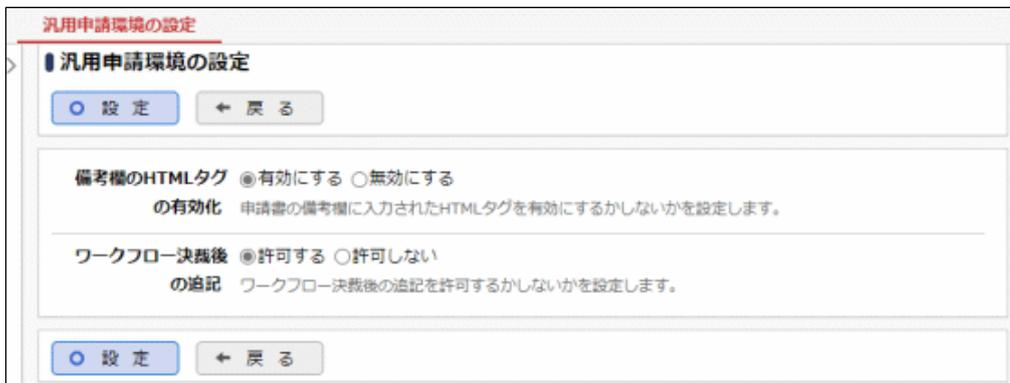 汎用申請環境の設定
汎用申請環境の設定
設 定 戻 る
備考欄のHTMLタグ ◉有効にする ○無効にする
の有効化 申請書の備考欄に入力されたHTMLタグを有効にするかしないかを設定します。
ワークフロー決裁後 ◉許可する ○許可しない
の追記 ワークフロー決裁後の追記を許可するかしないかを設定します。
設 定 戻 る